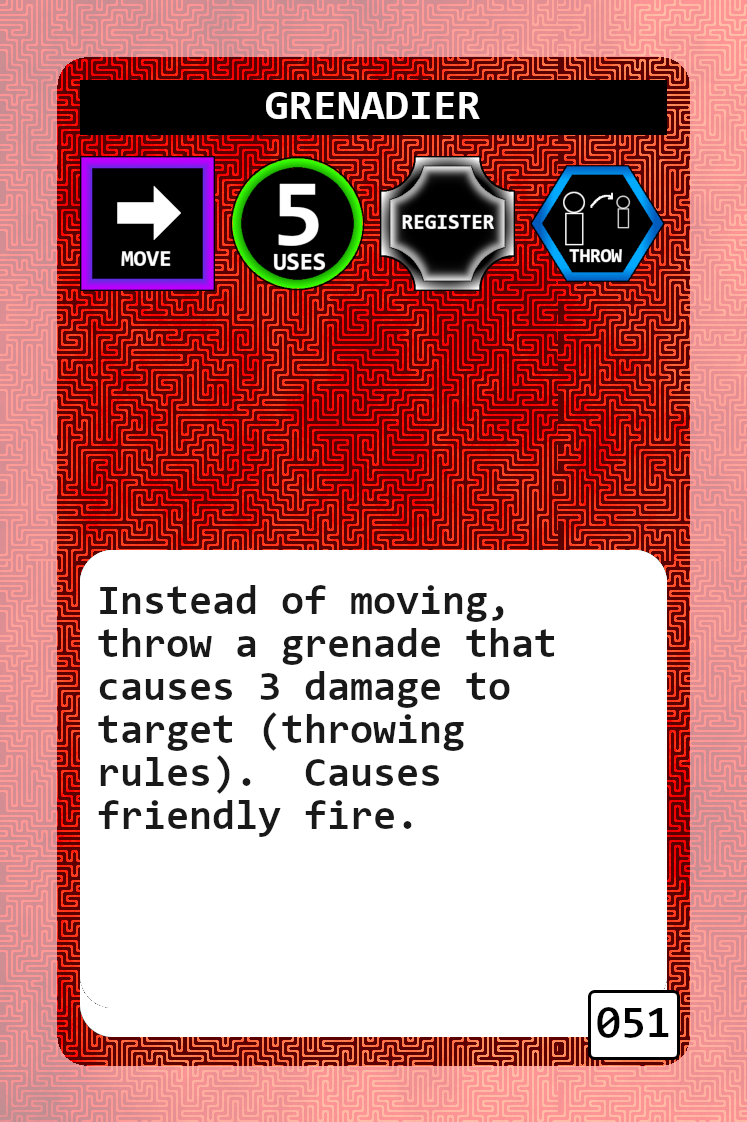 GRENADIER
MOVE
5
USES
REGISTER
THROW
Instead of moving,
throw a grenade that
causes 3 damage to
target (throwing
rules).  Causes
friendly fire.
051